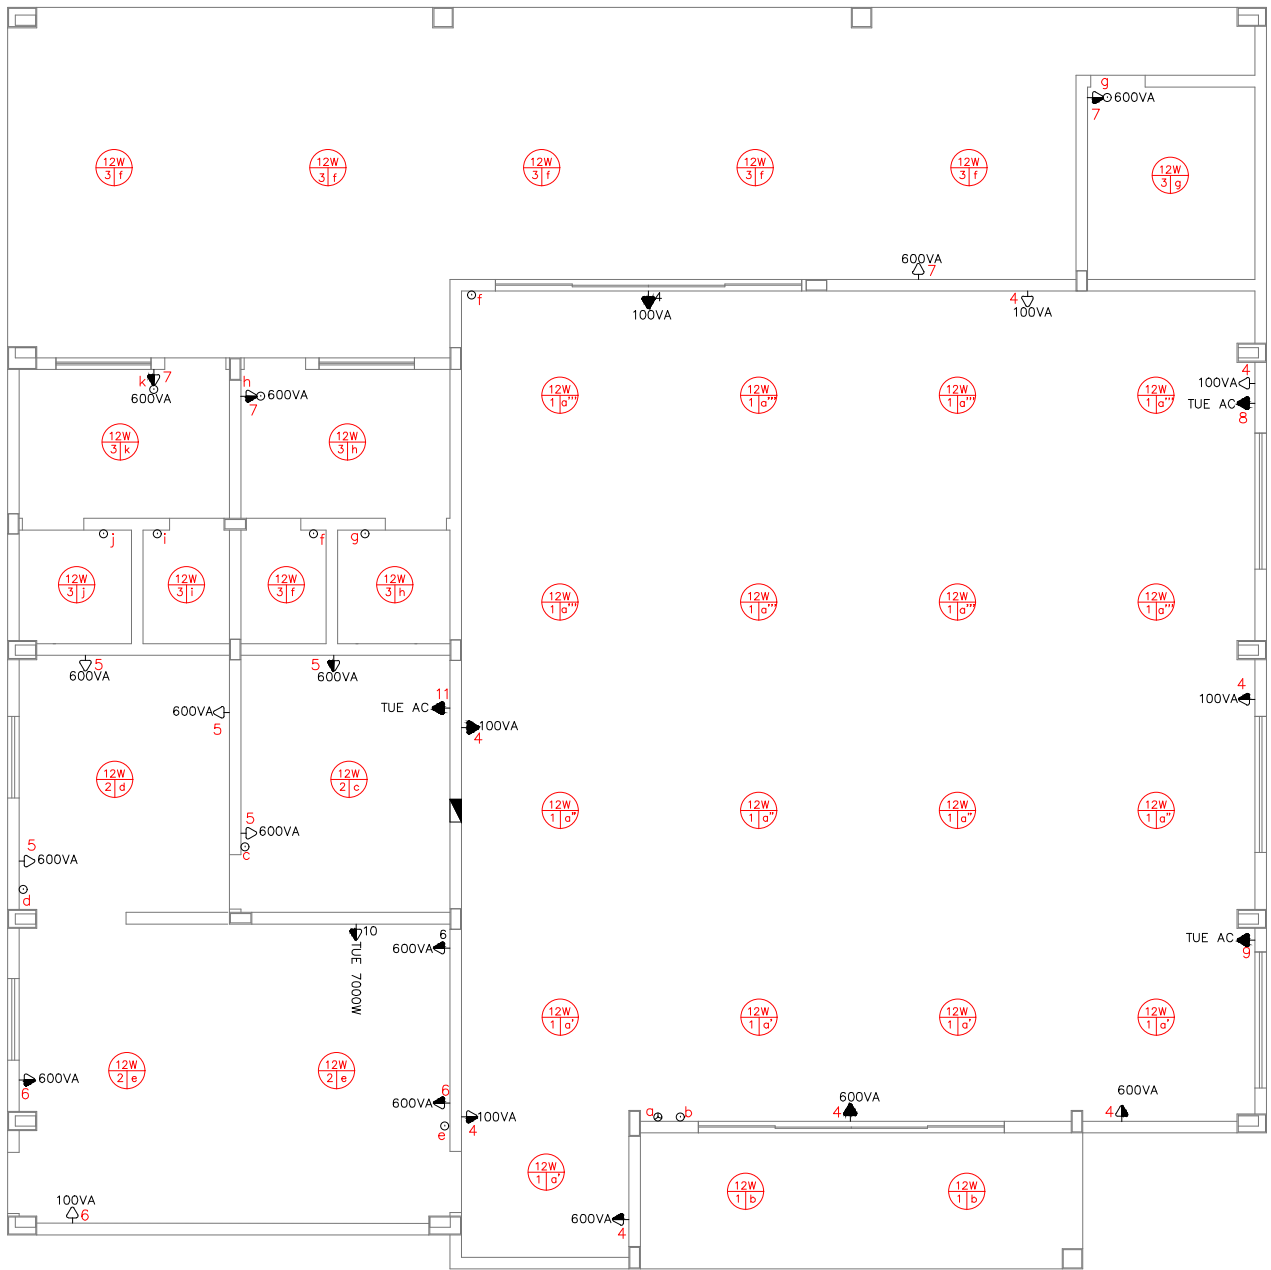 g
600VA
7
12W
3 f
12W
3 f
12W
3 f
12W
3 f
12W
3 f
12W
3 g
600VA
7
f
4
100VA
4
100VA
k 7
600VA
h
600VA
7
4
100VA
TUE AC
8
12W
1 a'''
12W
1 a'''
12W
1 a'''
12W
1 a'''
12W
3 k
12W
3 h
j
i
f
g
12W
3 j
12W
3 i
12W
3 f
12W
3 h
12W
1 a'''
12W
1 a'''
12W
1 a'''
12W
1 a'''
5
600VA
5
600VA
600VA
5
11
TUE AC
100VA
4
4
100VA
12W
2 d
12W
2 c
12W
1 a''
12W
1 a''
12W
1 a''
12W
1 a''
5
600VA
c
5
600VA
d
10
TUE 7000W
6
600VA
TUE AC
9
12W
1 a'
12W
1 a'
12W
1 a'
12W
1 a'
12W
2 e
12W
2 e
600VA
6
6
600VA
e
100VA
4
a
b
600VA
4
600VA
4
12W
1 a'
12W
1 b
12W
1 b
100VA
6
600VA
4